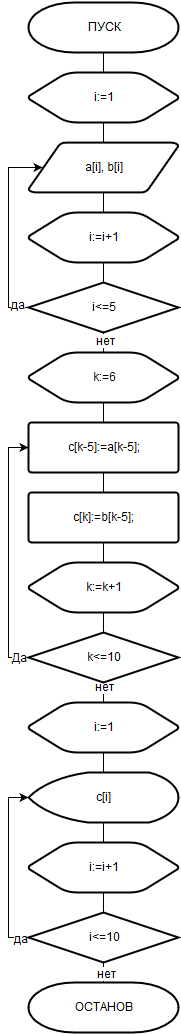 ПУСК
i:=1
a[i], b[i]
i:=i+1
i<=5
да
нет
k:=6
c[k-5]:=a[k-5];
c[k]:=b[k-5];
k:=k+1
k<=10
Да
нет
i:=1
c[i]
i:=i+1
i<=10
да
нет
ОСТАНОВ